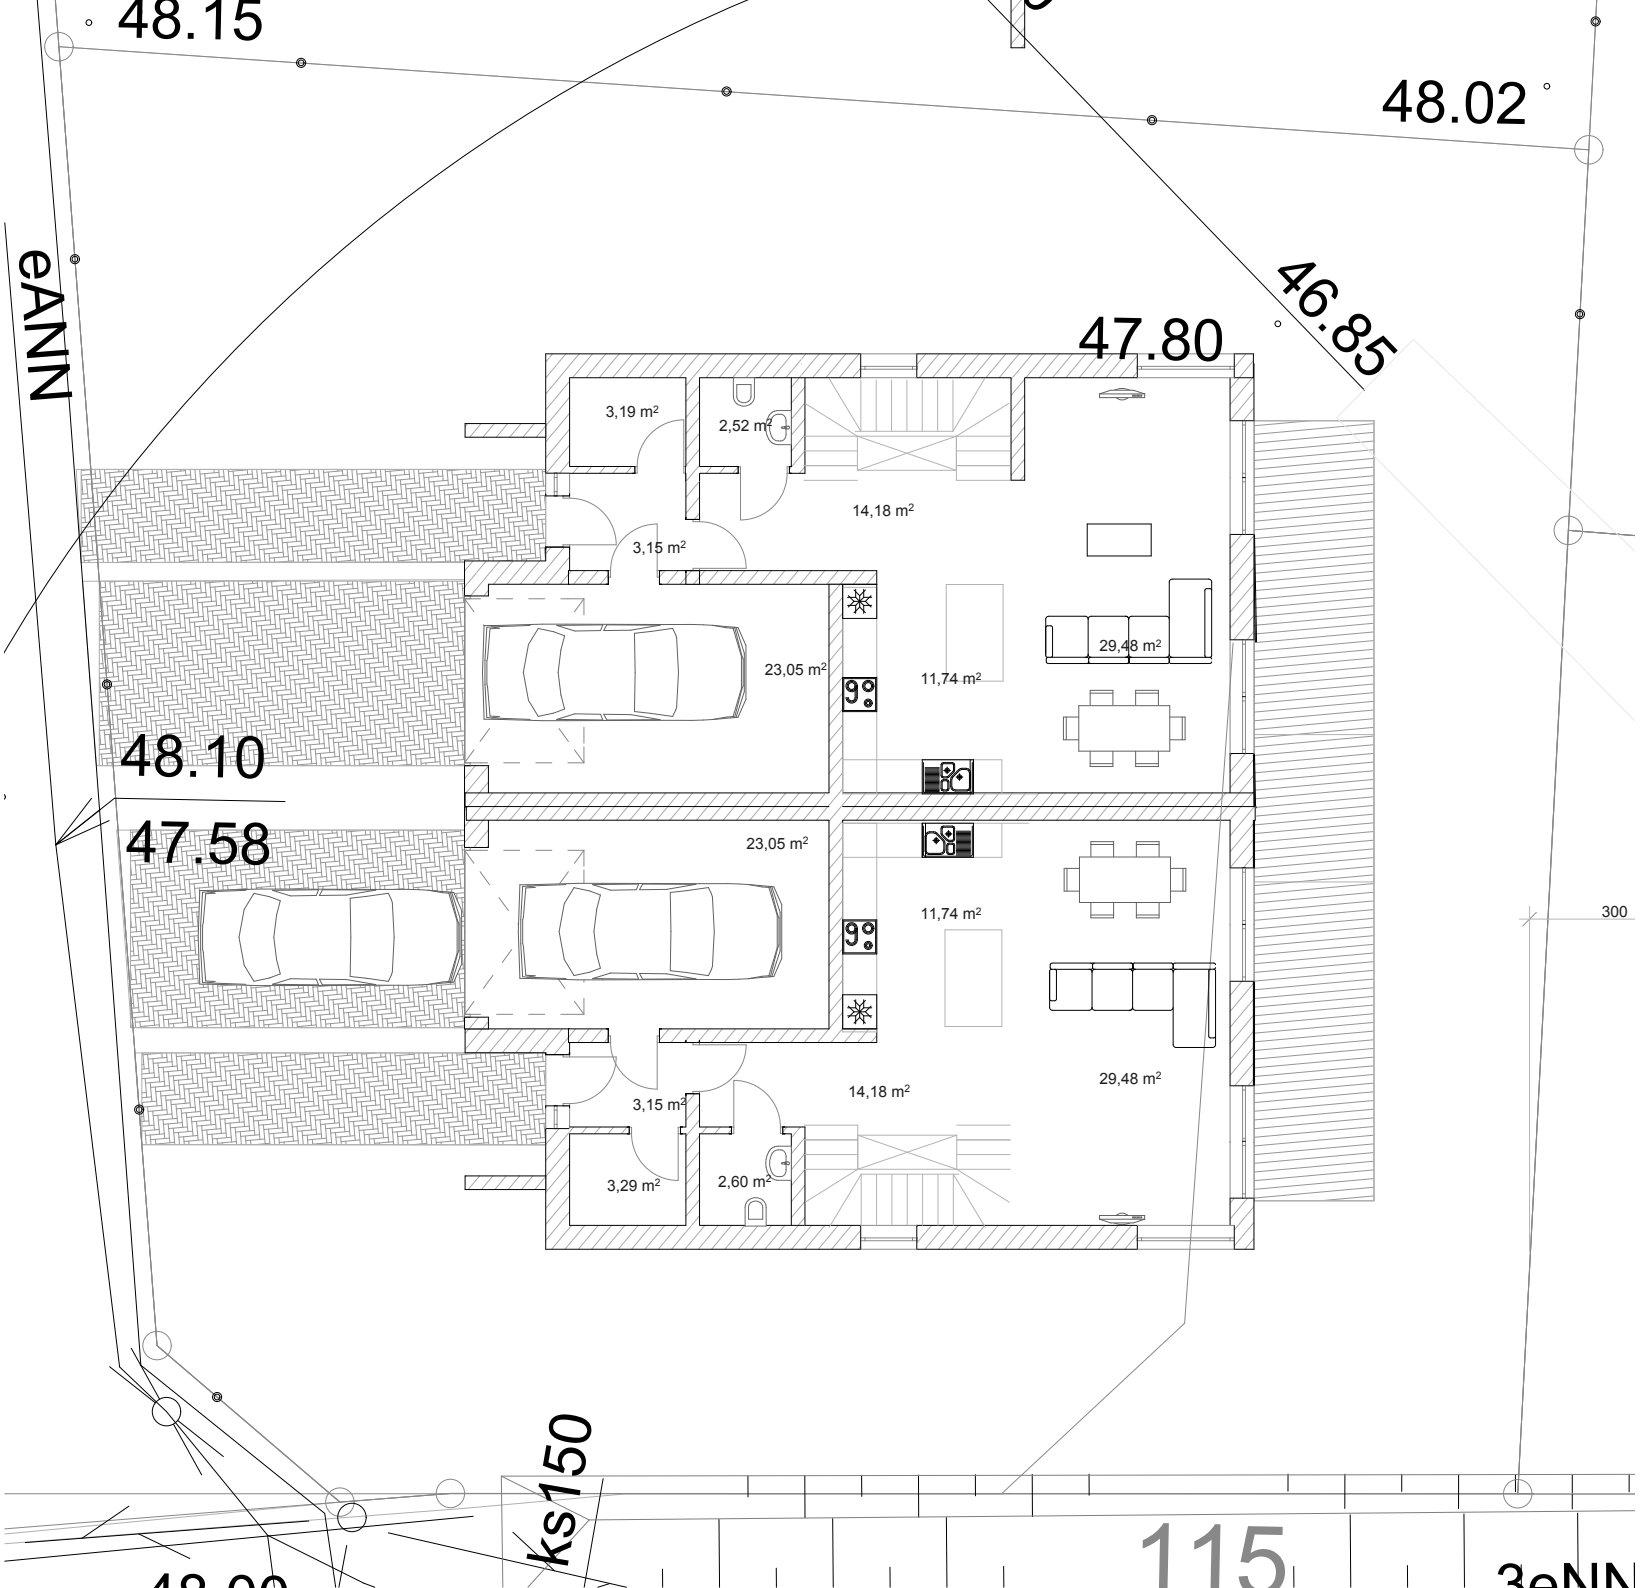 48.15
48.02
eANN
46.85
47.80
3,19 m²
2,52 m²
14,18 m²
3,15 m²
29,48 m²
23,05 m²
11,74 m²
48.10
47.58
23,05 m²
11,74 m²
300
29,48 m²
14,18 m²
3,15 m²
3,29 m²
2,60 m²
ks150
115
3eNN